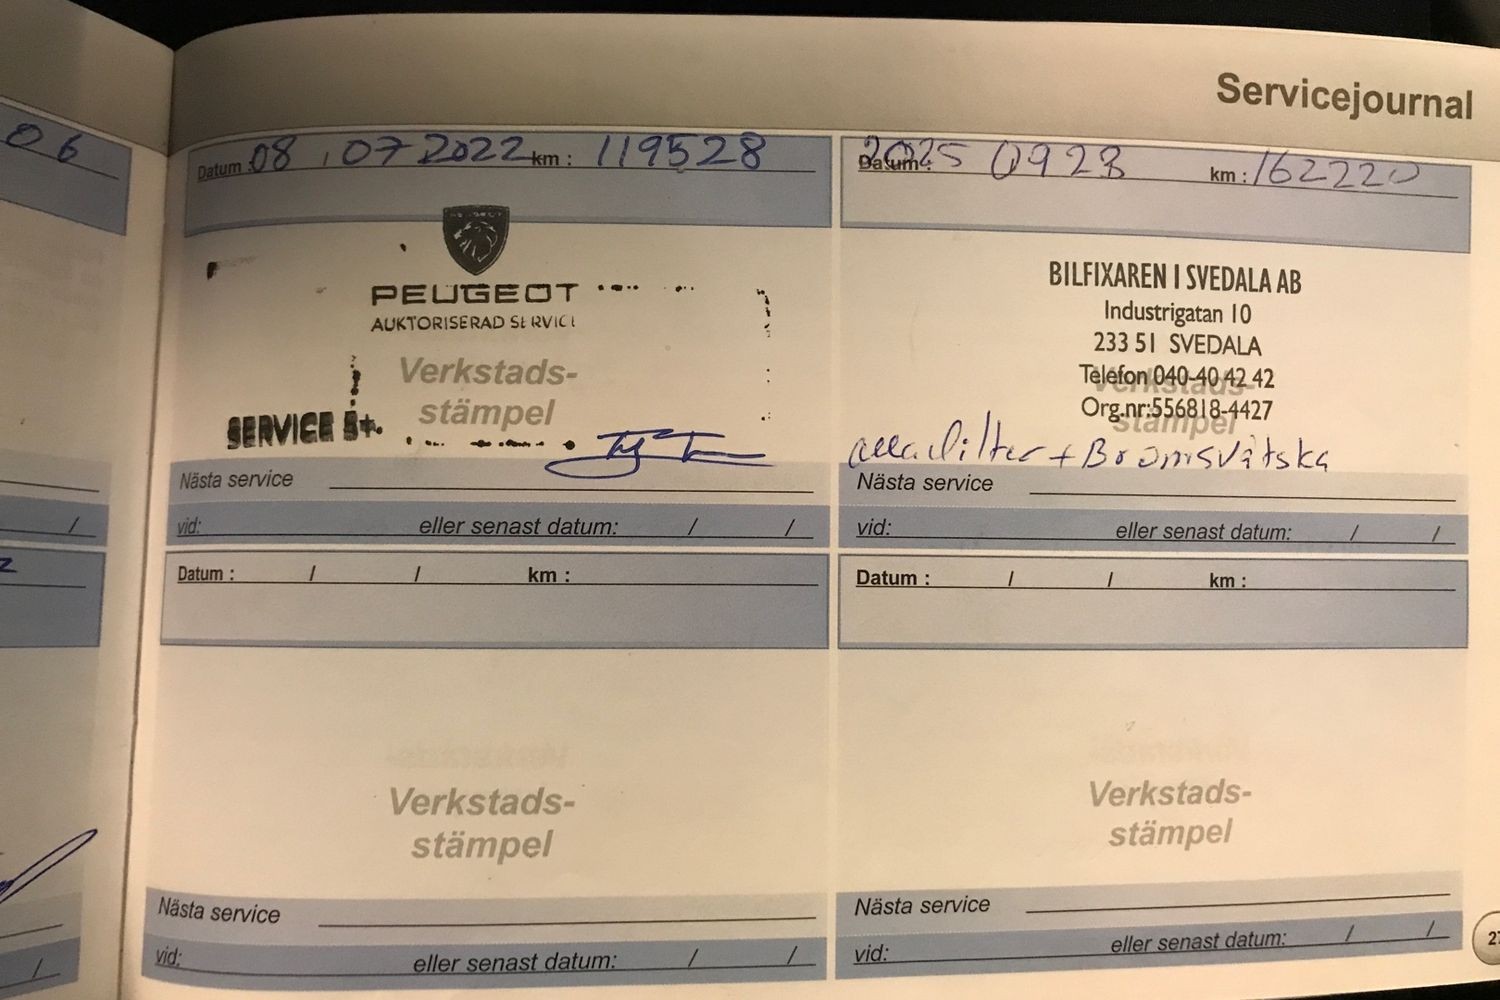 Servicejournal
06
Datum : 08 / 07 2022 km : 119528
PEUGEOT
AUKTORISERAD SERVICE
Verkstads-
stämpel
SERVICE
Nästa service
vid: eller senast datum: / /
Datum : 2025 0923 km : 162220
BILFIXAREN I SVEDALA AB
Industrigatan 10
233 51 SVEDALA
Telefon 040-40 42 42
Org.nr:556818-4427
Verkstads-
stämpel
alla filter + Bromsvätska
Nästa service
vid: eller senast datum: / /
Datum : / / km :
Verkstads-
stämpel
Nästa service
vid: eller senast datum: / /
Datum : / / km :
Verkstads-
stämpel
Nästa service
vid: eller senast datum: / /